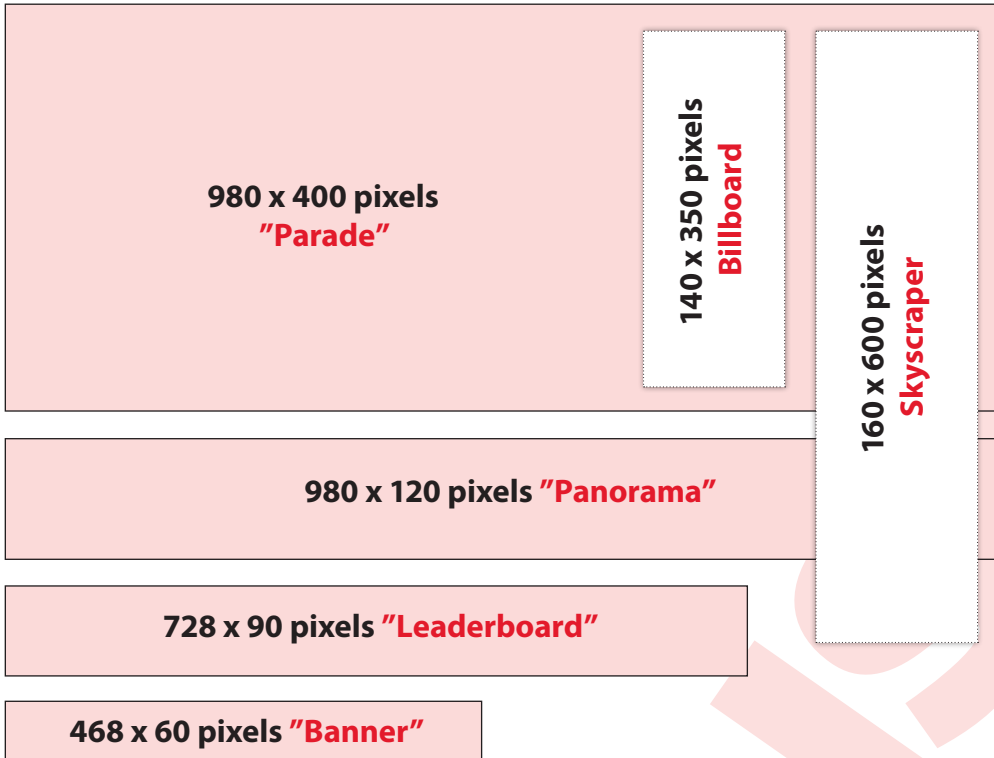 980 x 400 pixels
”Parade”
140 x 350 pixels
Billboard
160 x 600 pixels
Skyscraper
980 x 120 pixels ”Panorama”
728 x 90 pixels ”Leaderboard”
468 x 60 pixels ”Banner”